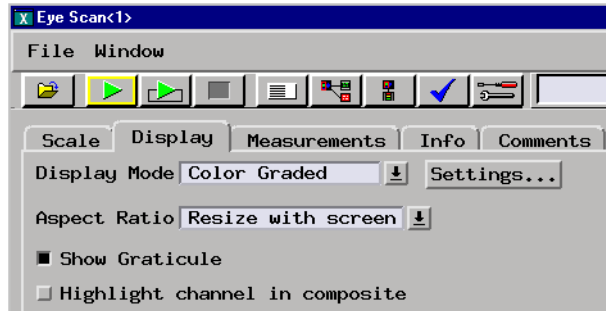 Eye Scan<1>
File Window
Scale Display Measurements Info Comments
Display Mode Color Graded Settings...
Aspect Ratio Resize with screen
Show Graticule
Highlight channel in composite